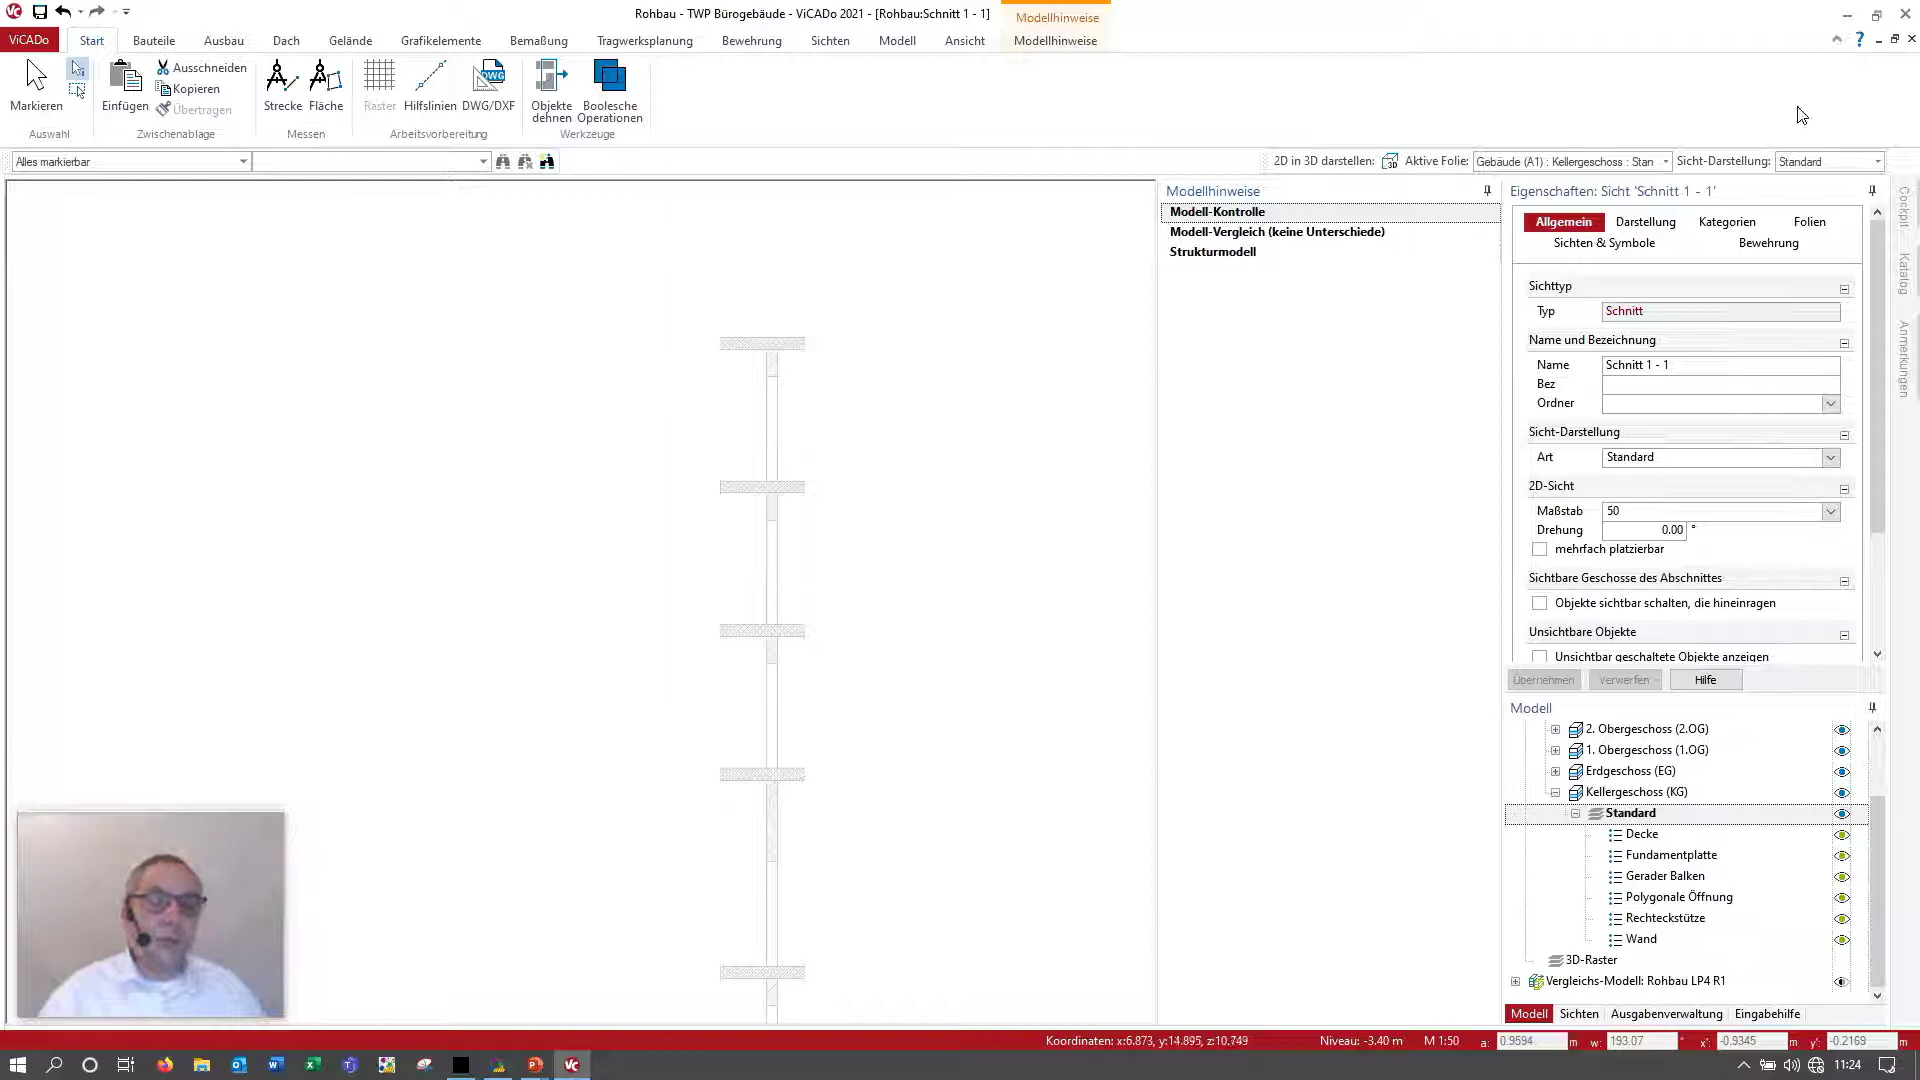 Rohbau - TWP Bürogebäude - ViCADo 2021 - [Rohbau:Schnitt 1 - 1]
Modellhinweise
ViCADo Start Bauteile Ausbau Dach Gelände Grafikelemente Bemaßung Tragwerksplanung Bewehrung Sichten Modell Ansicht Modellhinweise
Markieren
Auswahl
Einfügen
Ausschneiden
Kopieren
Übertragen
Zwischenablage
Strecke Fläche
Messen
Raster Hilfslinien DWG/DXF
Arbeitsvorbereitung
Objekte dehnen
Boolesche Operationen
Werkzeuge
Alles markierbar
2D in 3D darstellen: Aktive Folie: Gebäude (A1) : Kellergeschoss : Stan Sicht-Darstellung: Standard
Modellhinweise
Modell-Kontrolle
Modell-Vergleich (keine Unterschiede)
Strukturmodell
Eigenschaften: Sicht 'Schnitt 1 - 1'
Allgemein Darstellung Kategorien Folien
Sichten & Symbole Bewehrung
Sichttyp
Typ Schnitt
Name und Bezeichnung
Name Schnitt 1 - 1
Bez
Ordner
Sicht-Darstellung
Art Standard
2D-Sicht
Maßstab 50
Drehung 0.00 °
mehrfach platzierbar
Sichtbare Geschosse des Abschnittes
Objekte sichtbar schalten, die hineinragen
Unsichtbare Objekte
Unsichtbar geschaltete Objekte anzeigen
Übernehmen Verwerfen Hilfe
Cockpit
Katalog
Anmerkungen
Modell
2. Obergeschoss (2.OG)
1. Obergeschoss (1.OG)
Erdgeschoss (EG)
Kellergeschoss (KG)
Standard
Decke
Fundamentplatte
Gerader Balken
Polygonale Öffnung
Rechteckstütze
Wand
3D-Raster
Vergleichs-Modell: Rohbau LP4 R1
Modell Sichten Ausgabenverwaltung Eingabehilfe
Koordinaten: x:6.873, y:14.895, z:10.749 Niveau: -3.40 m M 1:50 a: 0.9594 m w: 193.07 ° x': -0.9345 m y': -0.2169 m
11:24